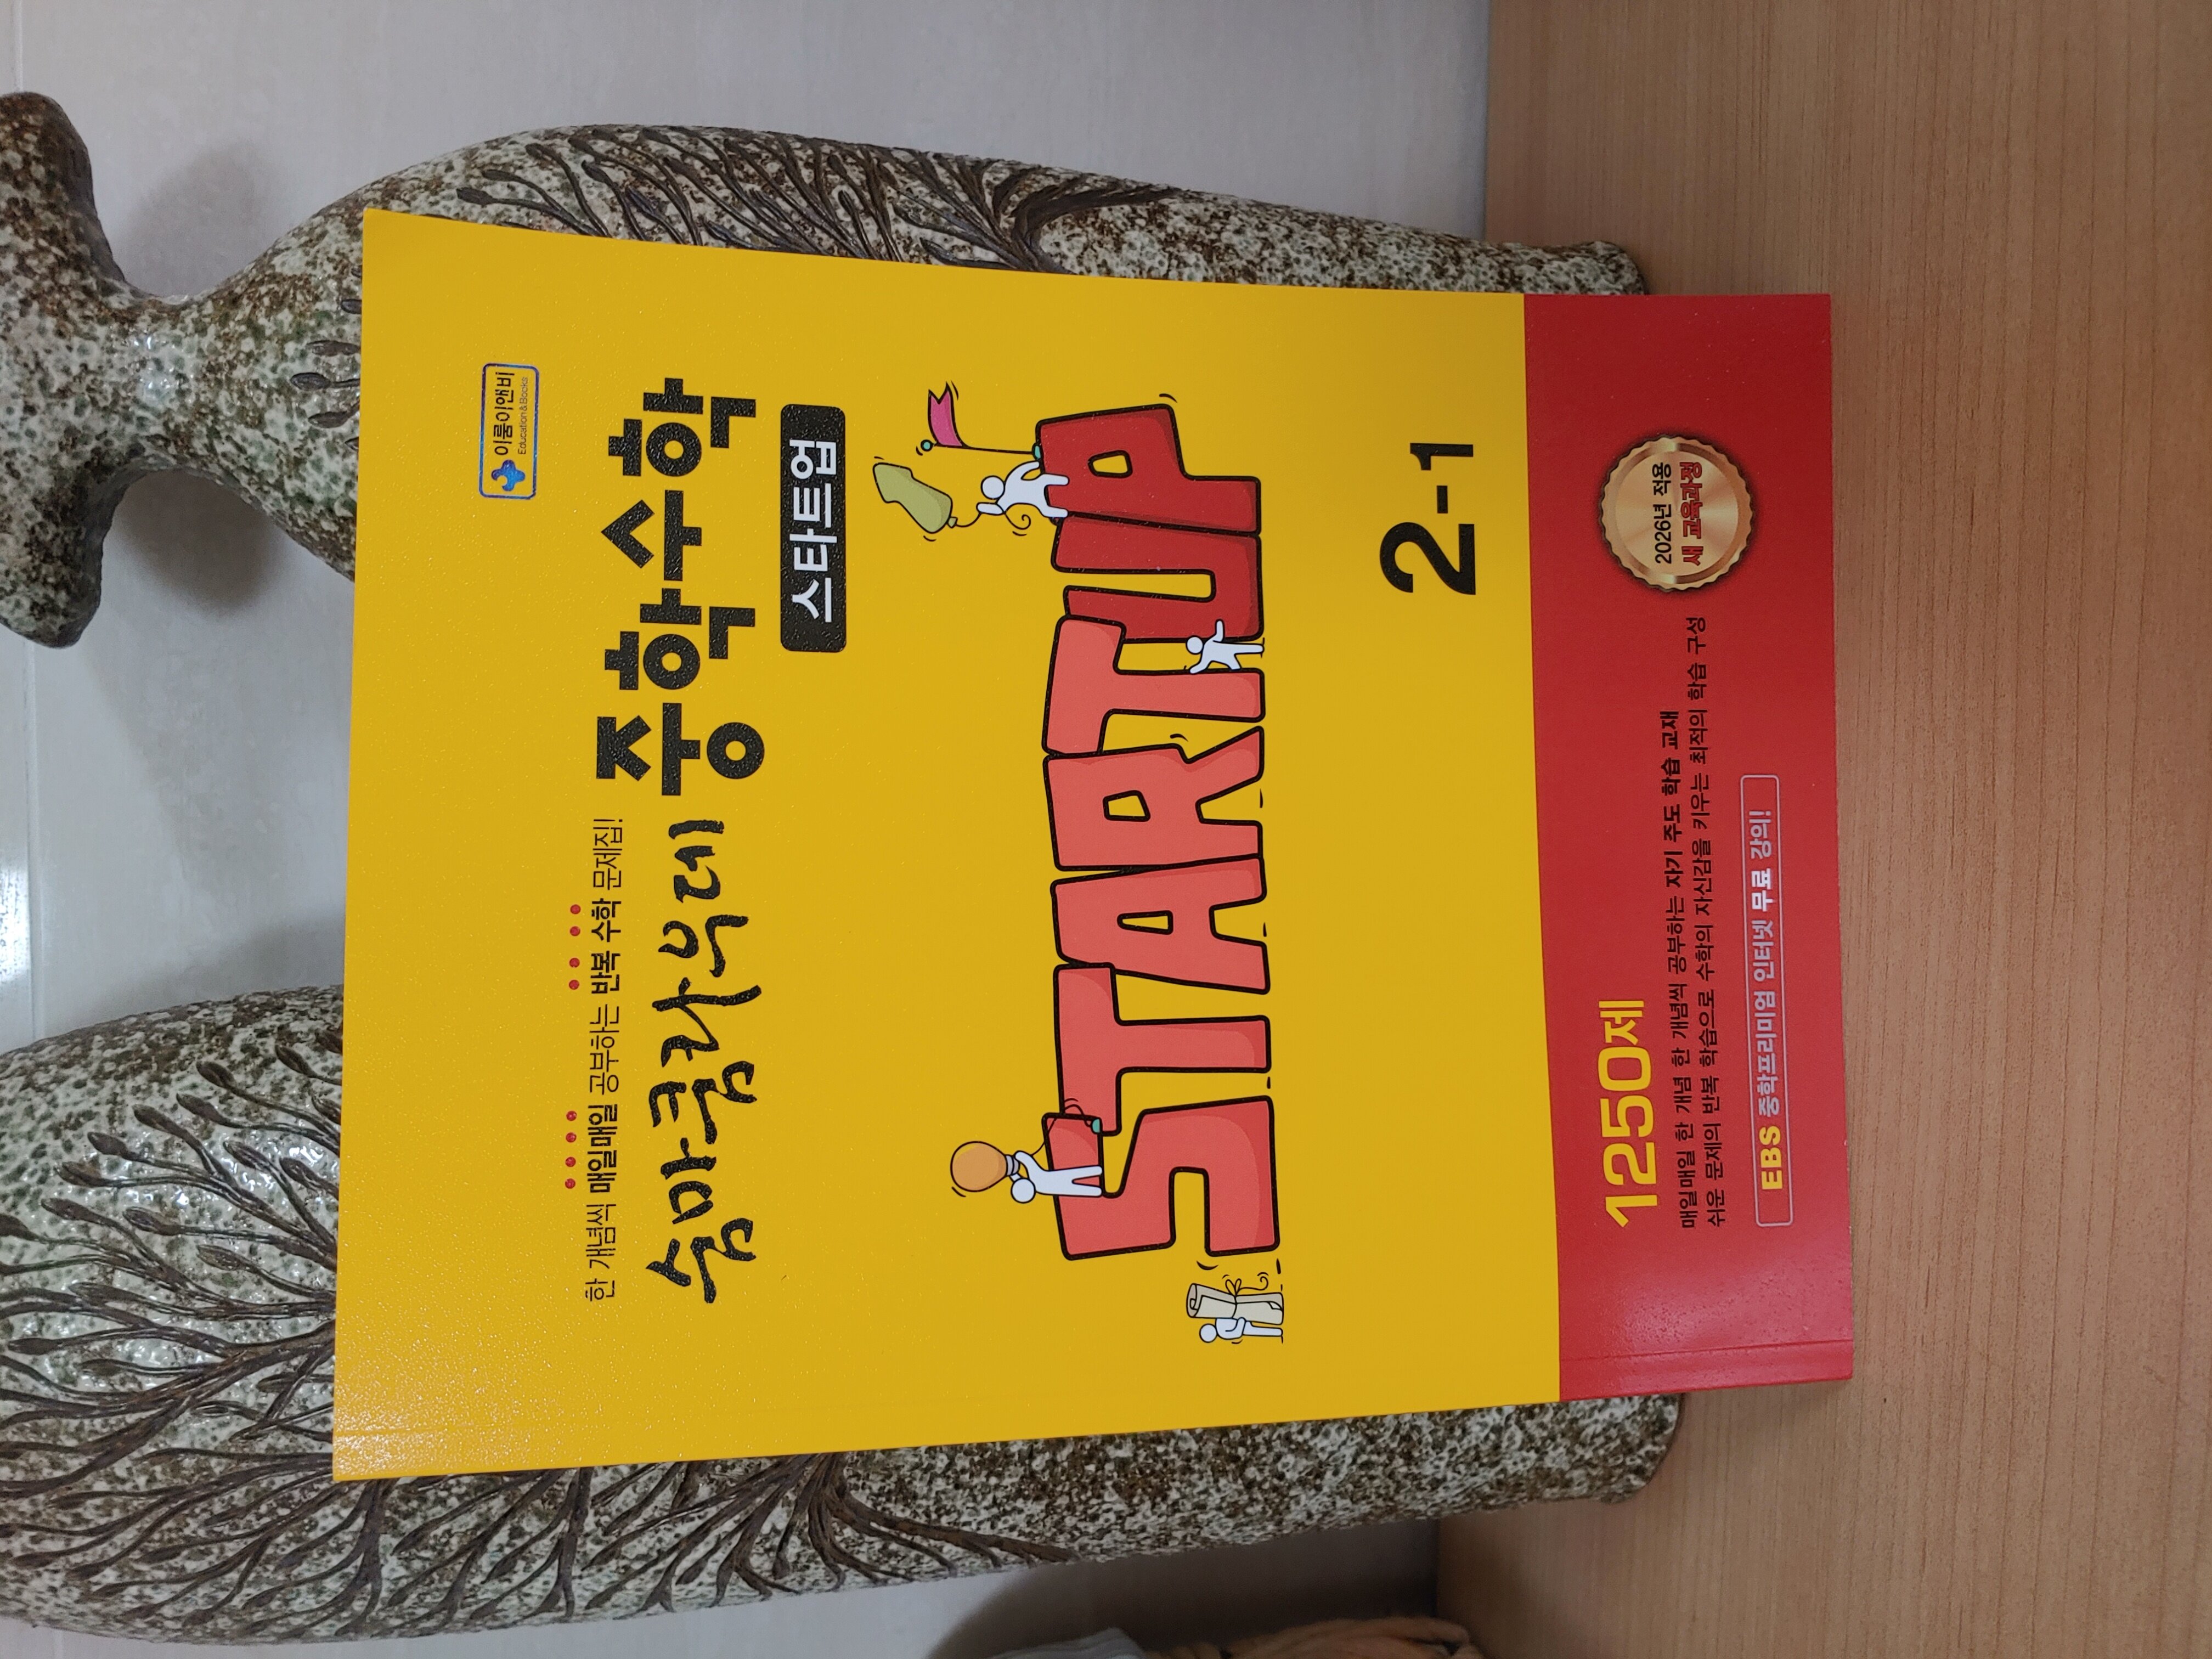 이룸이앤비
Education&Books
한 개념씩 매일매일 공부하는 반복 수학 문제집!
숨마쿰라우데 중학수학
스타트업
START UP
2-1
2026년 적용
새 교육과정
1250제
매일매일 한 개념 한 개념씩 공부하는 자기 주도 학습 교재
쉬운 문제의 반복 학습으로 수학의 자신감을 키우는 최적의 학습 구성
EBS 중학프리미엄 인터넷 무료 강의!